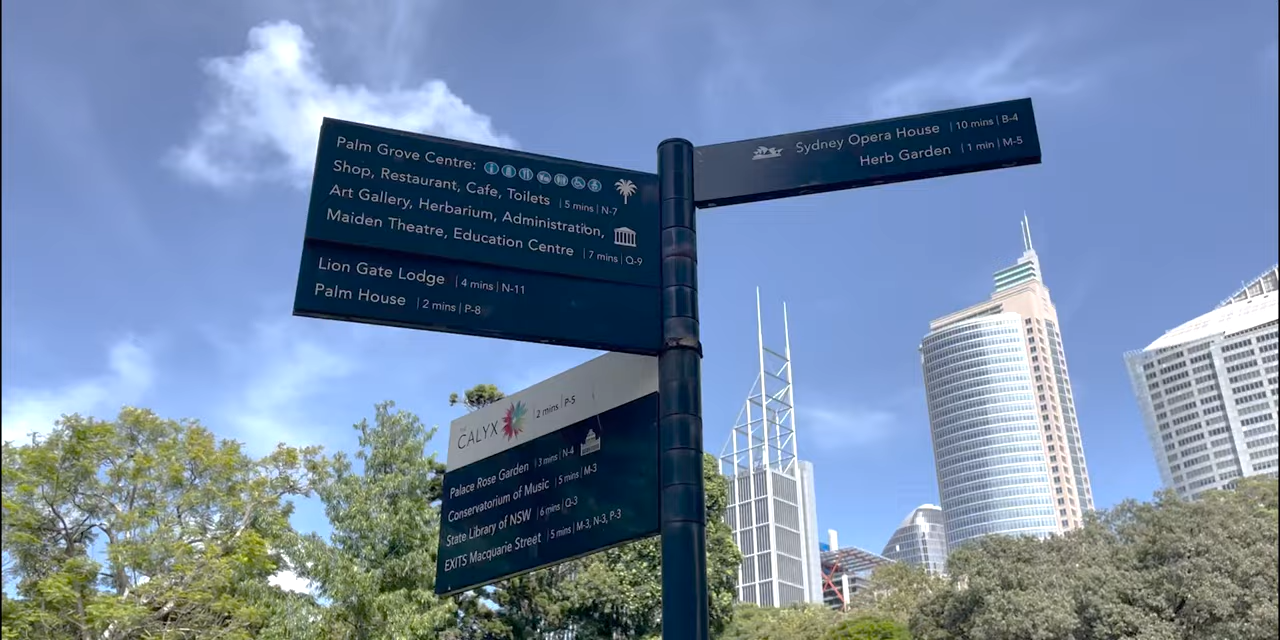 Palm Grove Centre:
Shop, Restaurant, Cafe, Toilets | 5 mins | N-7
Art Gallery, Herbarium, Administration,
Maiden Theatre, Education Centre | 7 mins | Q-9
Lion Gate Lodge | 4 mins | N-11
Palm House | 2 mins | P-8
Sydney Opera House | 10 mins | B-4
Herb Garden | 1 min | M-5
THE
CALYX | 2 mins | P-5
Palace Rose Garden | 3 mins | N-4
Conservatorium of Music | 5 mins | M-3
State Library of NSW | 6 mins | Q-3
EXITS Macquarie Street | 5 mins | M-3, N-3, P-3